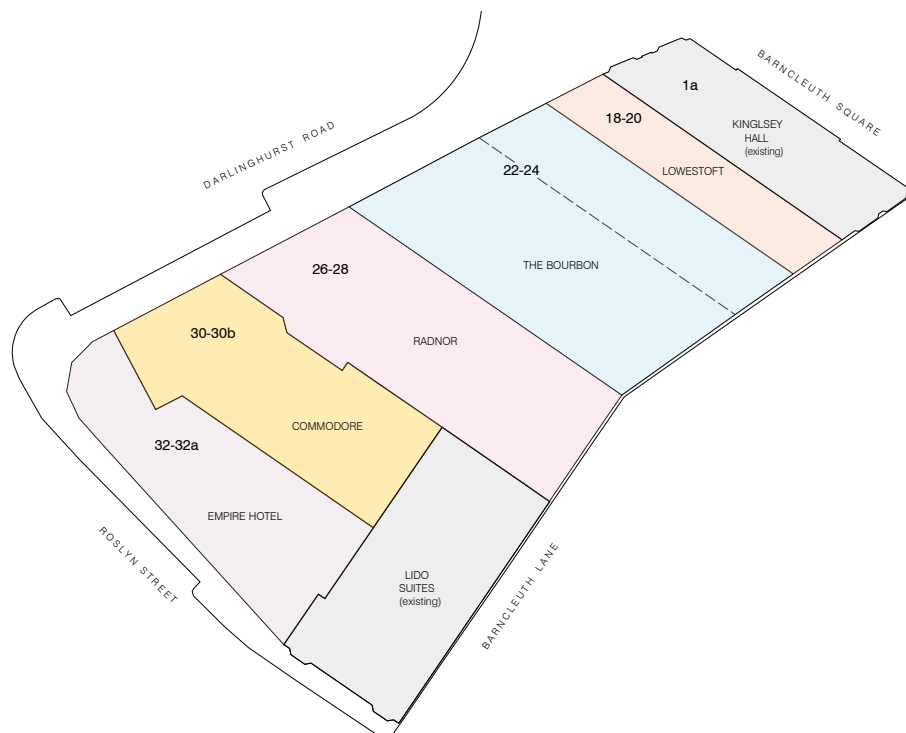 BARNCLEUTH SQUARE
1a
18-20
KINGLSEY
HALL
(existing)
DARLINGHURST ROAD
LOWESTOFT
22-24
THE BOURBON
26-28
RADNOR
30-30b
COMMODORE
32-32a
EMPIRE HOTEL
ROSLYN STREET
LIDO
SUITES
(existing)
BARNCLEUTH LANE